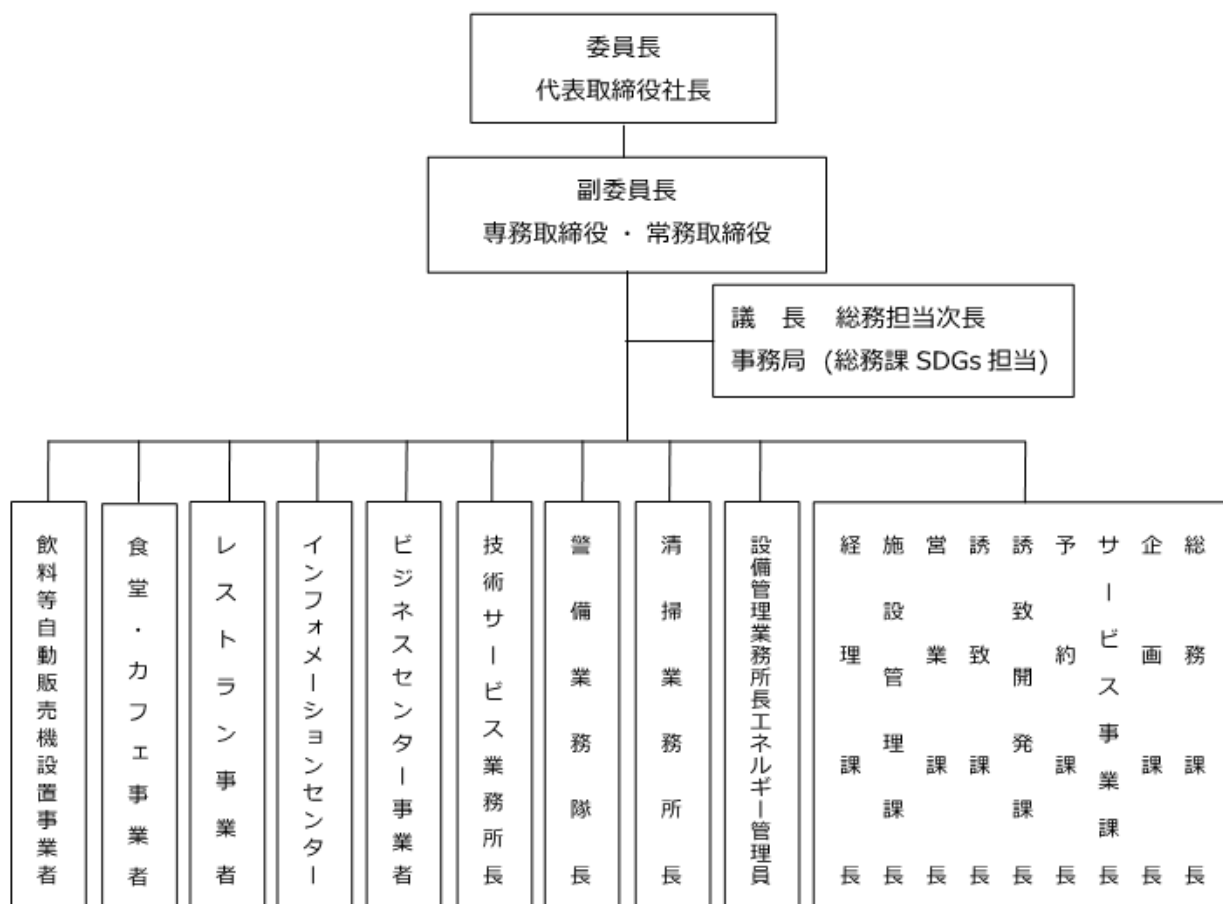 委員長
代表取締役社長
副委員長
専務取締役 ・ 常務取締役
議　長　総務担当次長
事務局 (総務課 SDGs 担当)
飲料等自動販売機設置事業者
食堂・カフェ事業者
レストラン事業者
インフォメーションセンター
ビジネスセンター事業者
技術サービス業務所長
警備業務隊長
清掃業務所長
設備管理業務所長エネルギー管理員
経理課長
施設管理課長
営業課長
誘致課長
誘致開発課長
予約課長
サービス事業課長
企画課長
総務課長